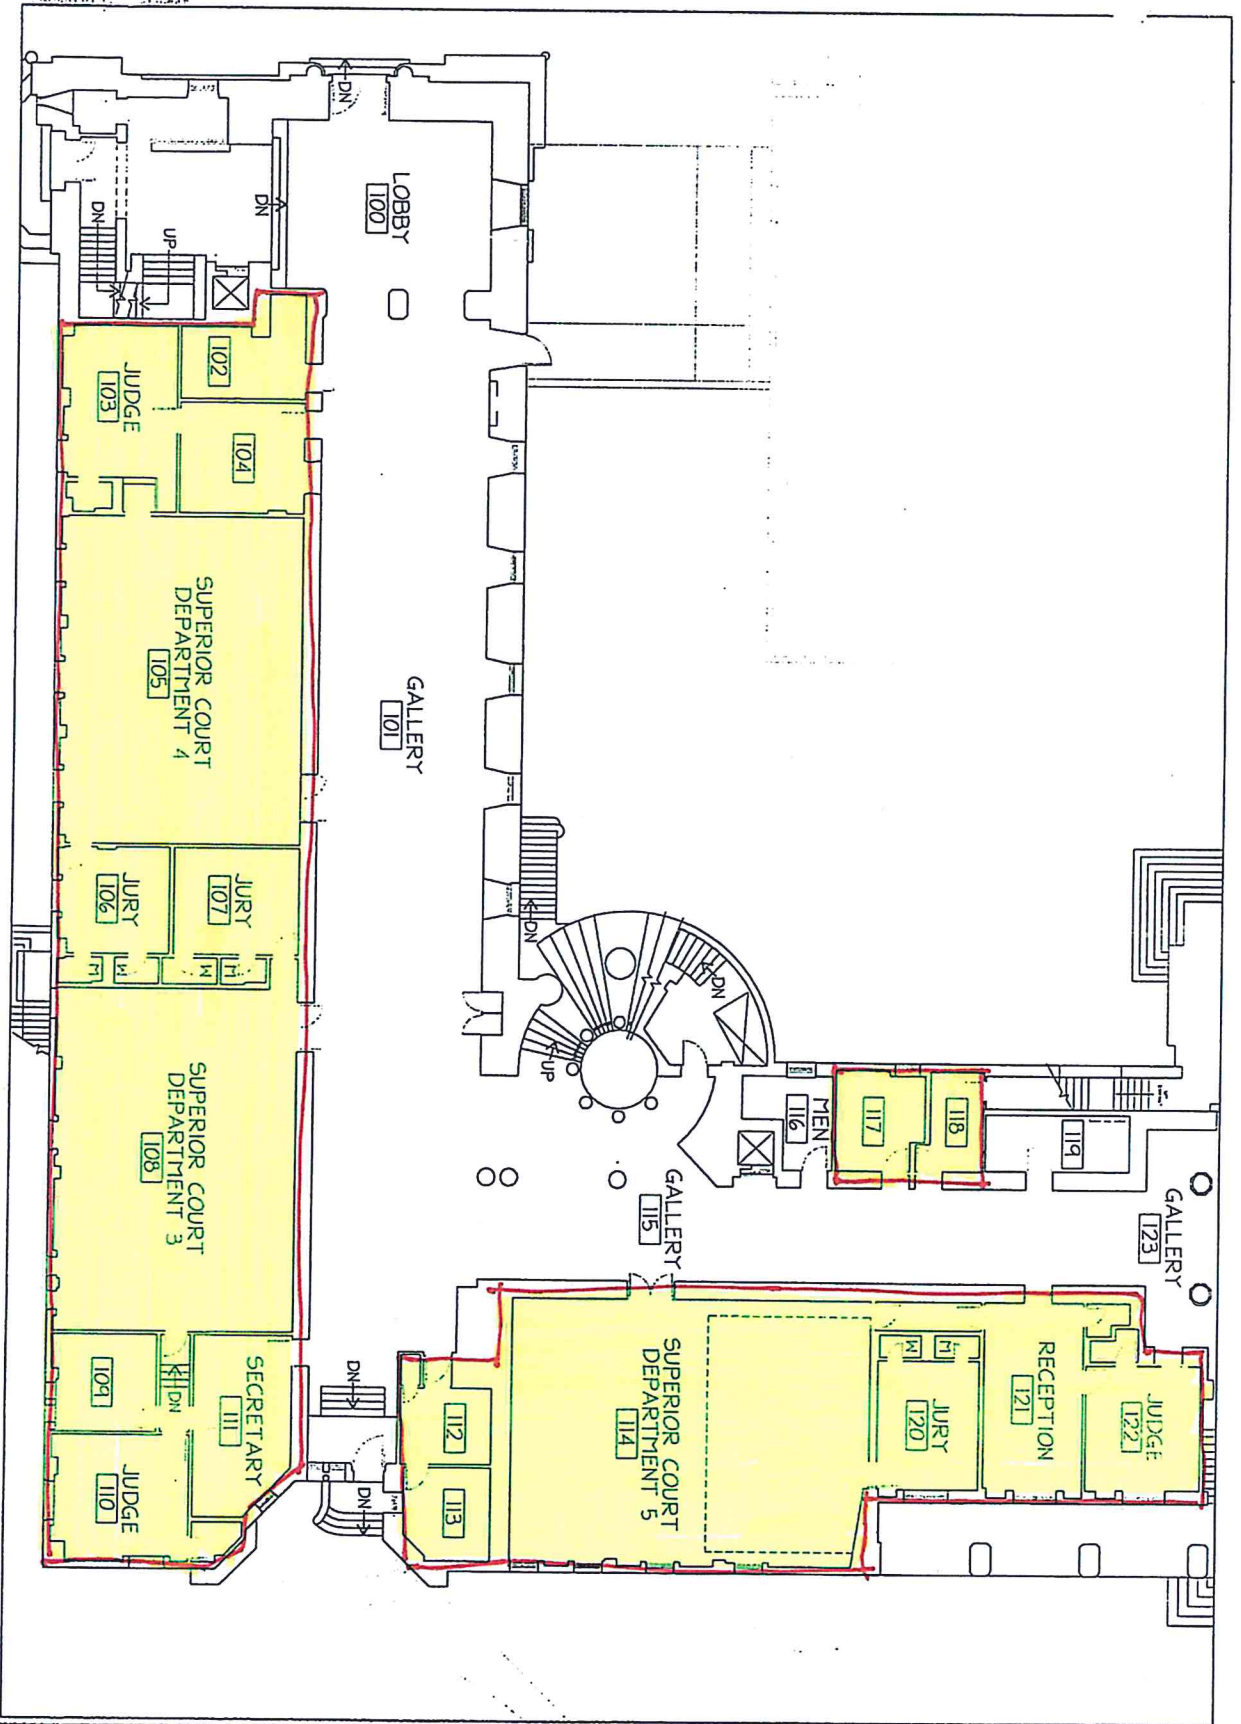 DN
LOBBY
100
DN
DN
UP
102
JUDGE
103
104
SUPERIOR COURT
DEPARTMENT 4
105
GALLERY
101
JURY
106
JURY
107
M
W
M
M
DN
DN
UP
MEN
116
117
118
119
GALLERY
115
GALLERY
123
SUPERIOR COURT
DEPARTMENT 3
108
109
DN
SECRETARY
111
JUDGE
110
DN
DN
112
113
SUPERIOR COURT
DEPARTMENT 5
114
M
M
JURY
120
RECEPTION
121
JUDGE
122